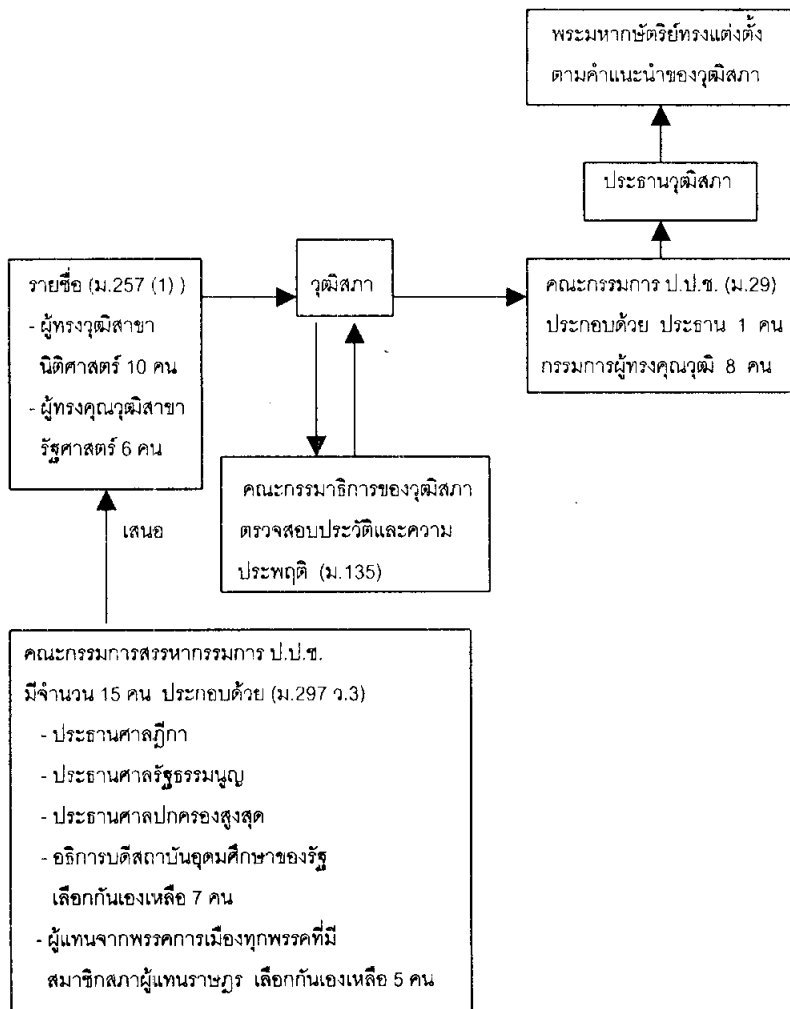 พระมหากษัตริย์ทรงแต่งตั้ง
ตามคำแนะนำของวุฒิสภา
ประธานวุฒิสภา
รายชื่อ (ม.257 (1) )
- ผู้ทรงวุฒิสาขา
นิติศาสตร์ 10 คน
- ผู้ทรงคุณวุฒิสาขา
รัฐศาสตร์ 6 คน
วุฒิสภา
คณะกรรมการ ป.ป.ช. (ม.29)
ประกอบด้วย ประธาน 1 คน
กรรมการผู้ทรงคุณวุฒิ 8 คน
คณะกรรมาธิการของวุฒิสภา
ตรวจสอบประวัติและความ
ประพฤติ (ม.135)
เสนอ
คณะกรรมการสรรหากรรมการ ป.ป.ช.
มีจำนวน 15 คน ประกอบด้วย (ม.297 ว.3)
- ประธานศาลฎีกา
- ประธานศาลรัฐธรรมนูญ
- ประธานศาลปกครองสูงสุด
- อธิการบดีสถาบันอุดมศึกษาของรัฐ
เลือกกันเองเหลือ 7 คน
- ผู้แทนจากพรรคการเมืองทุกพรรคที่มี
สมาชิกสภาผู้แทนราษฎร เลือกกันเองเหลือ 5 คน